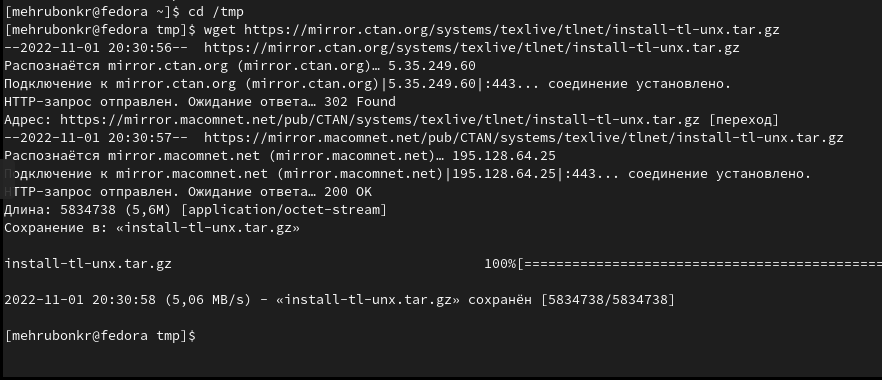 [mehrubonkr@fedora ~]$ cd /tmp
[mehrubonkr@fedora tmp]$ wget https://mirror.ctan.org/systems/texlive/tlnet/install-tl-unx.tar.gz
--2022-11-01 20:30:56--  https://mirror.ctan.org/systems/texlive/tlnet/install-tl-unx.tar.gz
Распознаётся mirror.ctan.org (mirror.ctan.org)… 5.35.249.60
Подключение к mirror.ctan.org (mirror.ctan.org)|5.35.249.60|:443... соединение установлено.
HTTP-запрос отправлен. Ожидание ответа… 302 Found
Адрес: https://mirror.macomnet.net/pub/CTAN/systems/texlive/tlnet/install-tl-unx.tar.gz [переход]
--2022-11-01 20:30:57--  https://mirror.macomnet.net/pub/CTAN/systems/texlive/tlnet/install-tl-unx.tar.gz
Распознаётся mirror.macomnet.net (mirror.macomnet.net)… 195.128.64.25
Подключение к mirror.macomnet.net (mirror.macomnet.net)|195.128.64.25|:443... соединение установлено.
HTTP-запрос отправлен. Ожидание ответа… 200 OK
Длина: 5834738 (5,6M) [application/octet-stream]
Сохранение в: «install-tl-unx.tar.gz»
install-tl-unx.tar.gz 100%[=============================================
2022-11-01 20:30:58 (5,06 MB/s) - «install-tl-unx.tar.gz» сохранён [5834738/5834738]
[mehrubonkr@fedora tmp]$